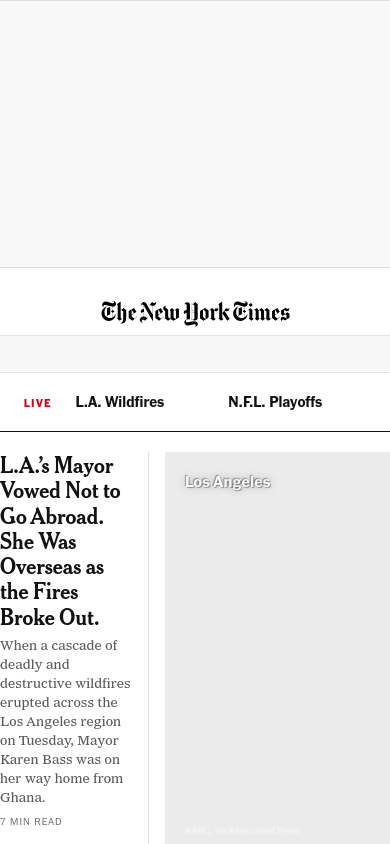 The New York Times
LIVE
L.A. Wildfires
N.F.L. Playoffs
L.A.’s Mayor
Vowed Not to
Go Abroad.
She Was
Overseas as
the Fires
Broke Out.
When a cascade of
deadly and
destructive wildfires
erupted across the
Los Angeles region
on Tuesday, Mayor
Karen Bass was on
her way home from
Ghana.
7 MIN READ
Los Angeles
KABC, via Associated Press